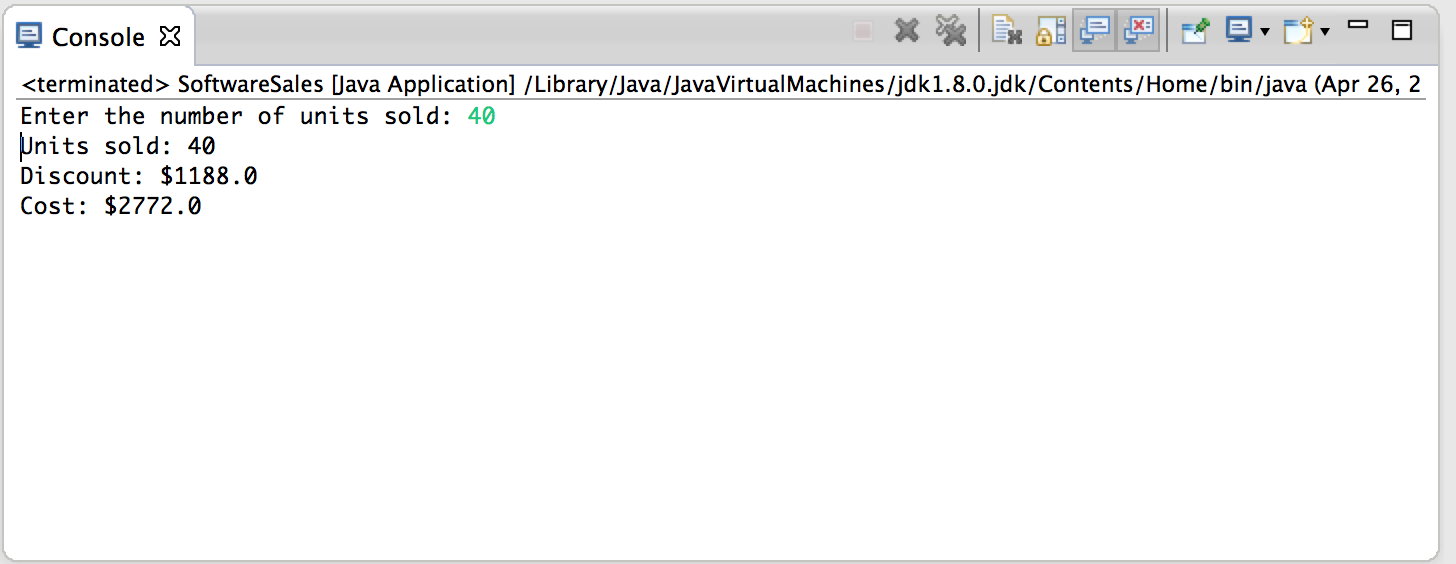 Console
<terminated> SoftwareSales [Java Application] /Library/Java/JavaVirtualMachines/jdk1.8.0.jdk/Contents/Home/bin/java (Apr 26, 2
Enter the number of units sold: 40
Units sold: 40
Discount: $1188.0
Cost: $2772.0